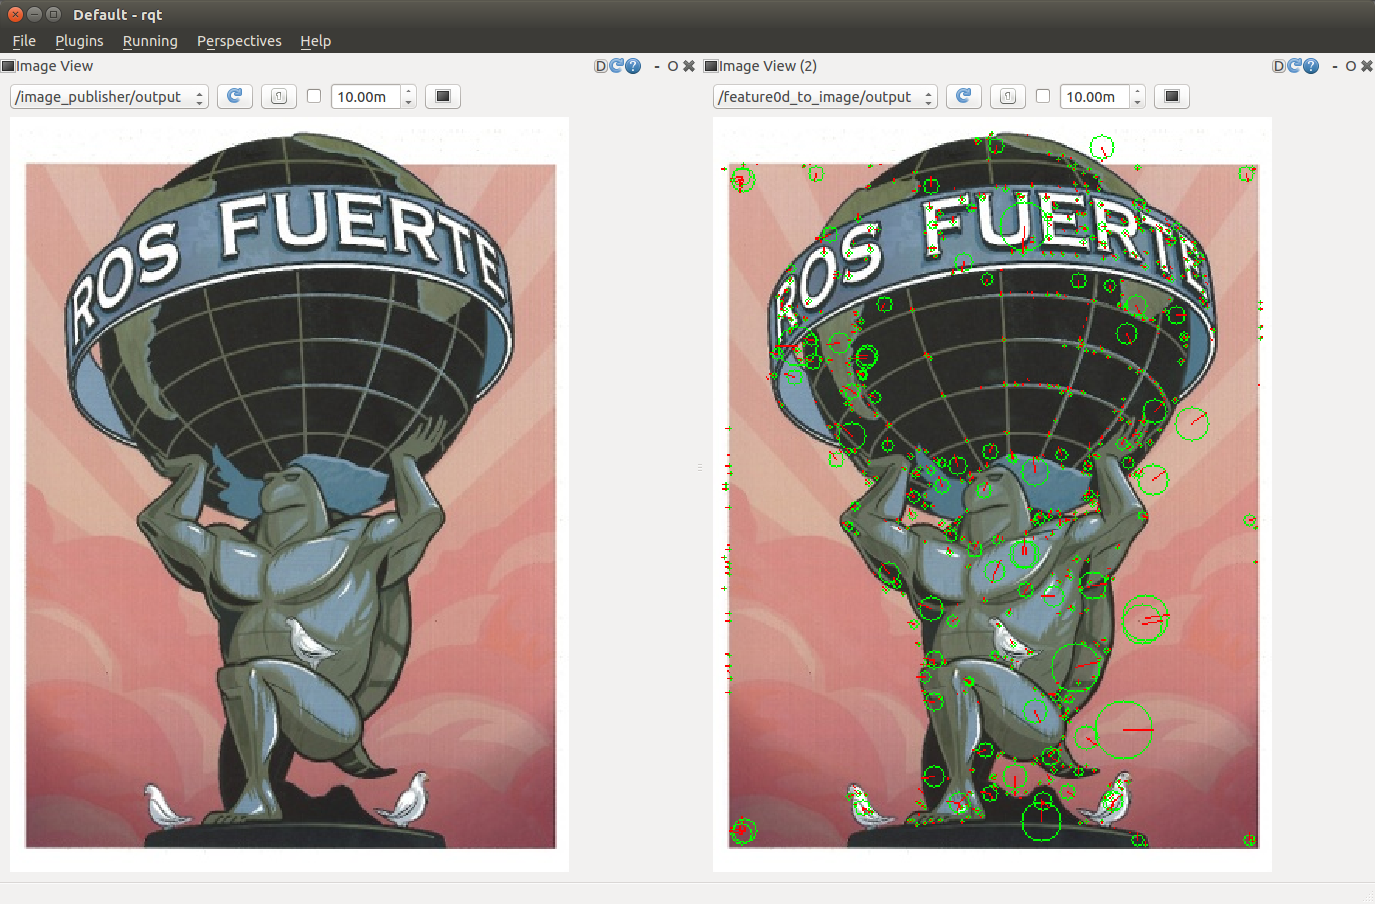 Default - rqt
File Plugins Running Perspectives Help
Image View D ? - O
Image View (2) D ? - O
/image_publisher/output 10.00m
/feature0d_to_image/output 10.00m
ROS FUERTE
ROS FUERTE